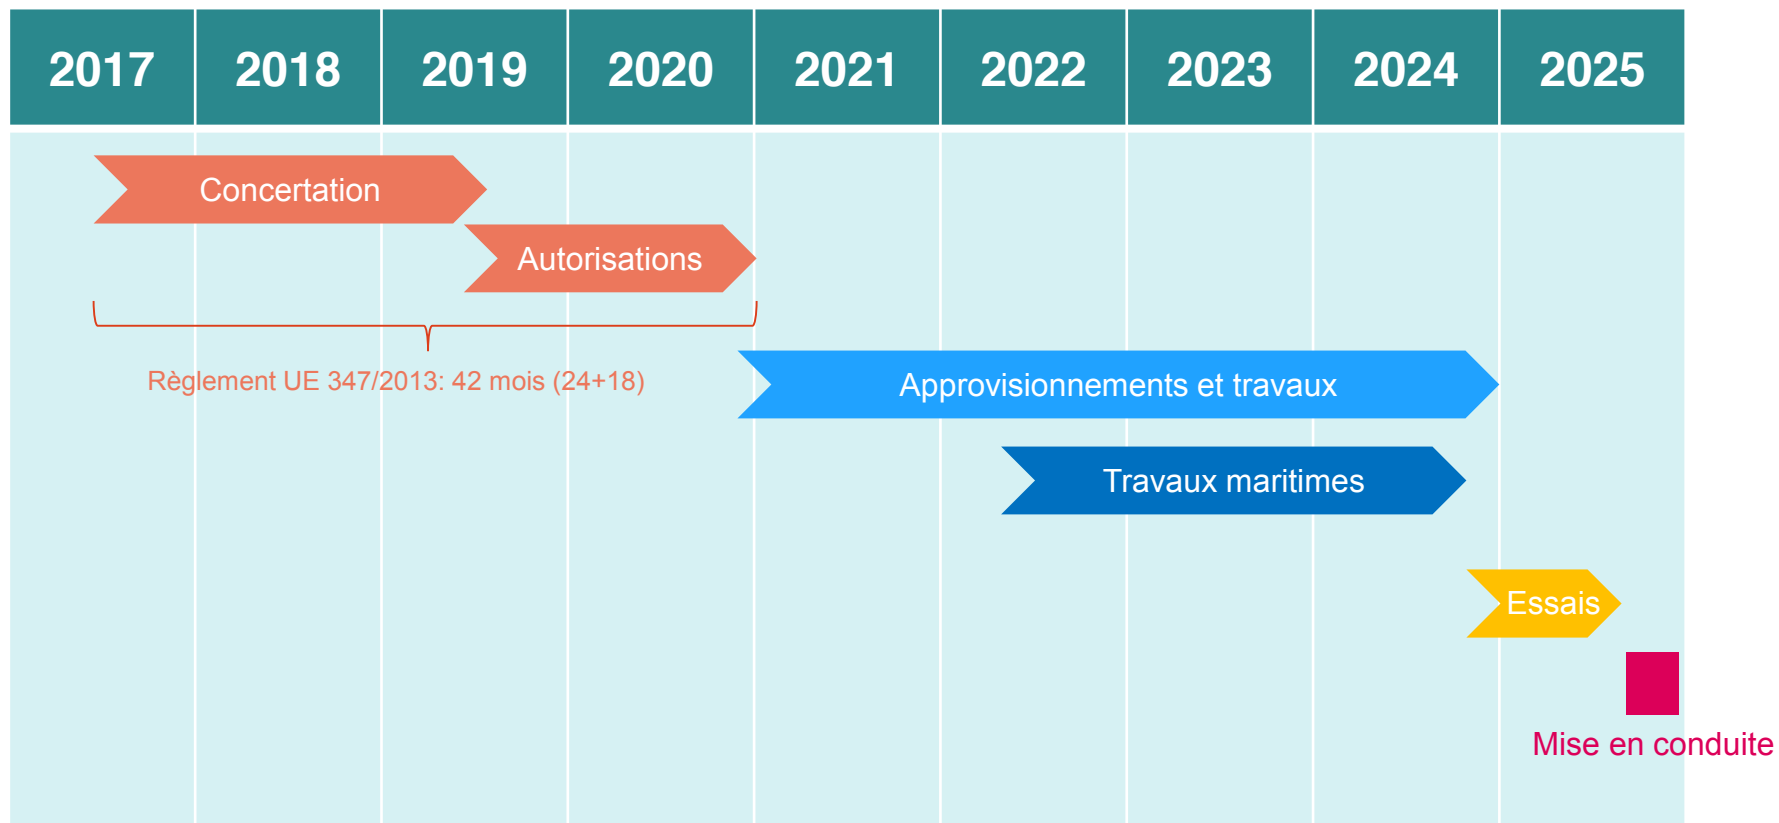 2017 2018 2019 2020 2021 2022 2023 2024 2025
Concertation
Autorisations
Règlement UE 347/2013: 42 mois (24+18)
Approvisionnements et travaux
Travaux maritimes
Essais
Mise en conduite